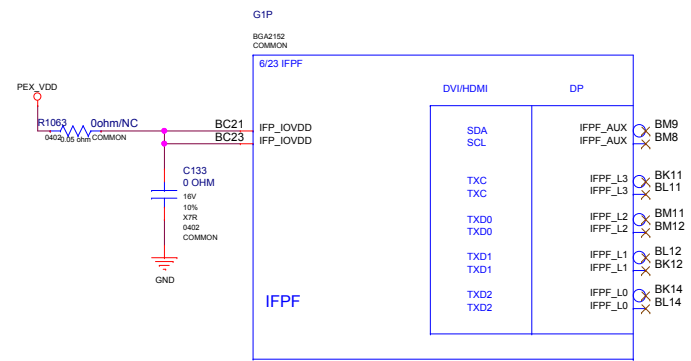 G1P
BGA2152
COMMON
6/23 IFPF
PEX_VDD
R1063 0ohm/NC
0402 0.05 ohm COMMON
BC21 IFP_IOVDD
BC23 IFP_IOVDD
C133
0 OHM
16V
10%
X7R
0402
COMMON
GND
IFPF
DVI/HDMI DP
SDA IFPF_AUX BM9
SCL IFPF_AUX BM8
TXC IFPF_L3 BK11
TXC IFPF_L3 BL11
TXD0 IFPF_L2 BM11
TXD0 IFPF_L2 BM12
TXD1 IFPF_L1 BL12
TXD1 IFPF_L1 BK12
TXD2 IFPF_L0 BK14
TXD2 IFPF_L0 BL14